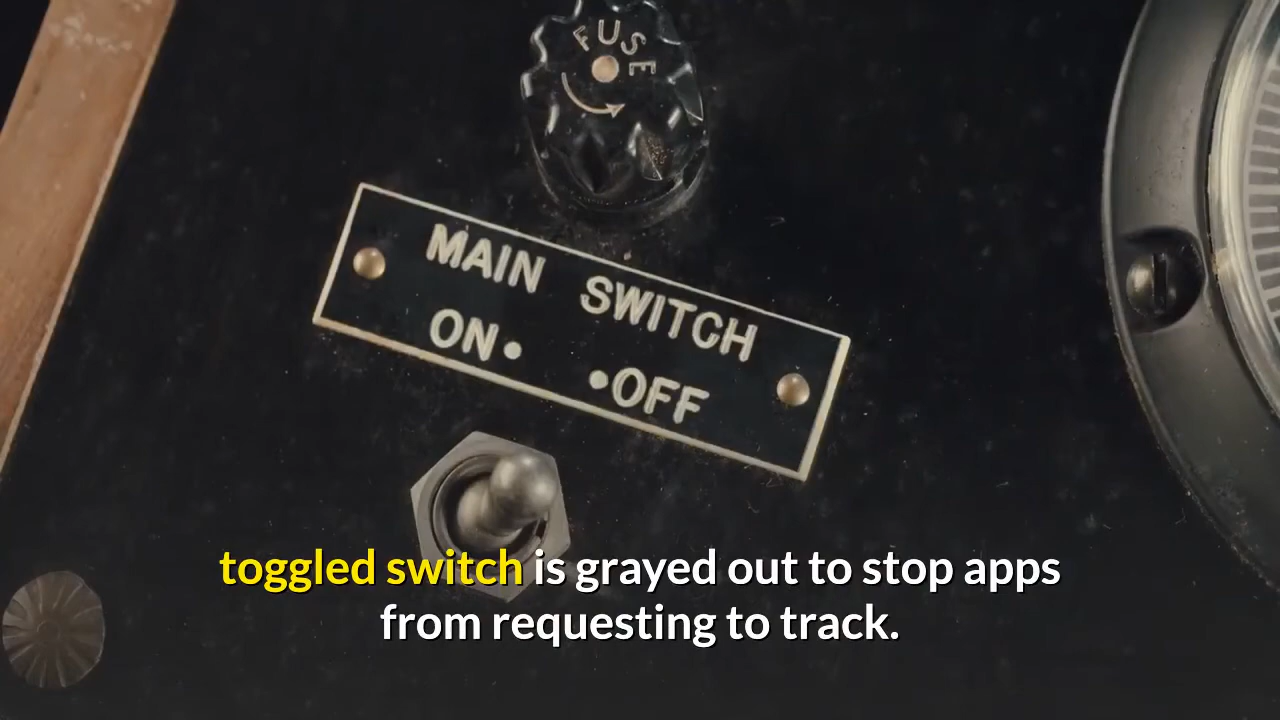 FUSE
MAIN SWITCH
ON• •OFF
toggled switch is grayed out to stop apps
from requesting to track.